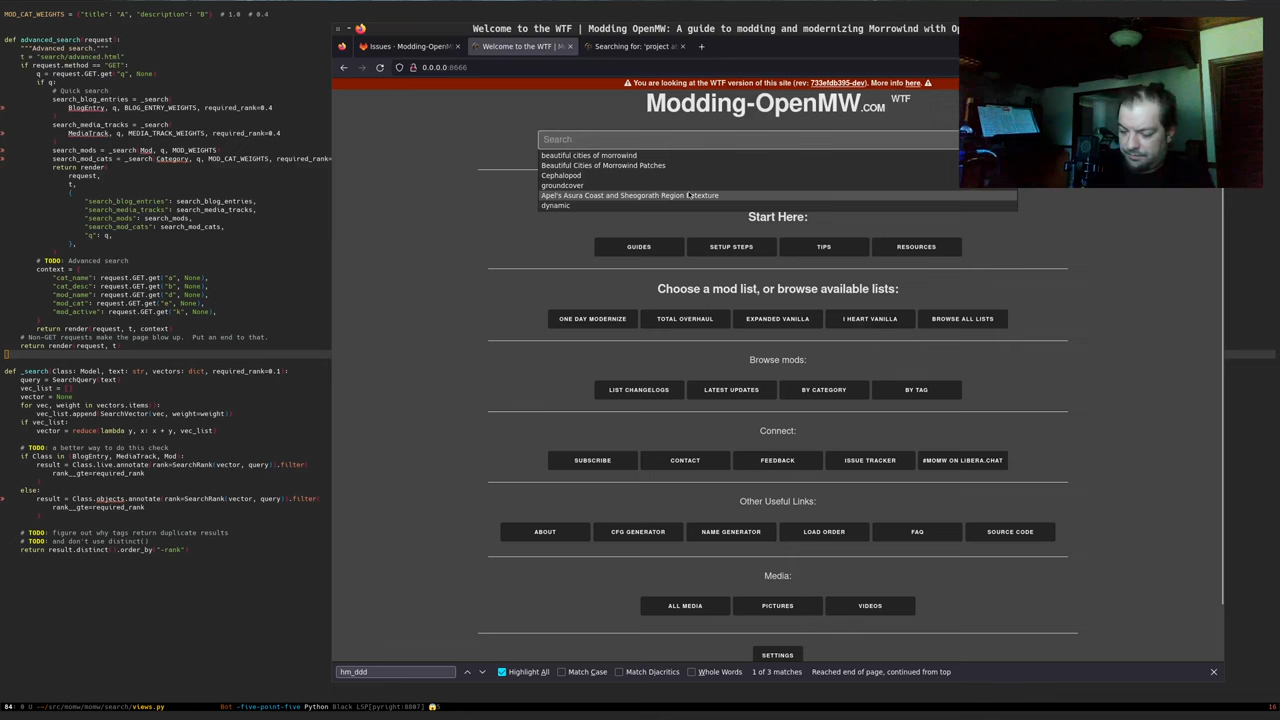 MOD_CAT_WEIGHTS = {"title": "A", "description": "B"}  # 1.0  # 0.4
def advanced_search(request):
"""Advanced search."""
t = "search/advanced.html"
if request.method == "GET":
q = request.GET.get("q", None)
if q:
# Quick search
search_blog_entries = _search(
BlogEntry, q, BLOG_ENTRY_WEIGHTS, required_rank=0.4
)
search_media_tracks = _search(
MediaTrack, q, MEDIA_TRACK_WEIGHTS, required_rank=0.4
)
search_mods = _search(Mod, q, MOD_WEIGHTS)
search_mod_cats = _search(Category, q, MOD_CAT_WEIGHTS, required_rank=
return render(
request,
t,
{
"search_blog_entries": search_blog_entries,
"search_media_tracks": search_media_tracks,
"search_mods": search_mods,
"search_mod_cats": search_mod_cats,
"q": q,
},
)
# TODO: Advanced search
context = {
"cat_name": request.GET.get("a", None),
"cat_desc": request.GET.get("b", None),
"mod_name": request.GET.get("d", None),
"mod_cat": request.GET.get("e", None),
"mod_active": request.GET.get("k", None),
}
return render(request, t, context)
# Non-GET requests make the page blow up.  Put an end to that.
return render(request, t)
def _search(Class: Model, text: str, vectors: dict, required_rank=0.1):
query = SearchQuery(text)
vec_list = []
vector = None
for vec, weight in vectors.items():
vec_list.append(SearchVector(vec, weight=weight))
if vec_list:
vector = reduce(lambda y, x: x + y, vec_list)
# TODO: a better way to do this check
if Class in (BlogEntry, MediaTrack, Mod):
result = Class.live.annotate(rank=SearchRank(vector, query)).filter(
rank__gte=required_rank
)
else:
result = Class.objects.annotate(rank=SearchRank(vector, query)).filter(
rank__gte=required_rank
)
# TODO: figure out why tags return duplicate results
# TODO: and don't use distinct()
return result.distinct().order_by("-rank")
84: 0 U ~~/src/momw/momw/search/views.py
Bot -five-point-five Python Black LSP[pyright:8807] 5
16
Welcome to the WTF | Modding OpenMW: A guide to modding and modernizing Morrowind with Op
Issues · Modding-OpenM
Welcome to the WTF | M
Searching for: 'project at
0.0.0.0:8666
You are looking at the WTF version of this site (rev: 733efdb395-dev). More info here.
Modding-OpenMW.COM WTF
Search
beautiful cities of morrowind
Beautiful Cities of Morrowind Patches
Cephalopod
groundcover
Apel's Asura Coast and Sheogorath Region Retexture
dynamic
Start Here:
GUIDES
SETUP STEPS
TIPS
RESOURCES
Choose a mod list, or browse available lists:
ONE DAY MODERNIZE
TOTAL OVERHAUL
EXPANDED VANILLA
I HEART VANILLA
BROWSE ALL LISTS
Browse mods:
LIST CHANGELOGS
LATEST UPDATES
BY CATEGORY
BY TAG
Connect:
SUBSCRIBE
CONTACT
FEEDBACK
ISSUE TRACKER
#MOMW ON LIBERA.CHAT
Other Useful Links:
ABOUT
CFG GENERATOR
NAME GENERATOR
LOAD ORDER
FAQ
SOURCE CODE
Media:
ALL MEDIA
PICTURES
VIDEOS
SETTINGS
hm_ddd
Highlight All
Match Case
Match Diacritics
Whole Words
1 of 3 matches
Reached end of page, continued from top